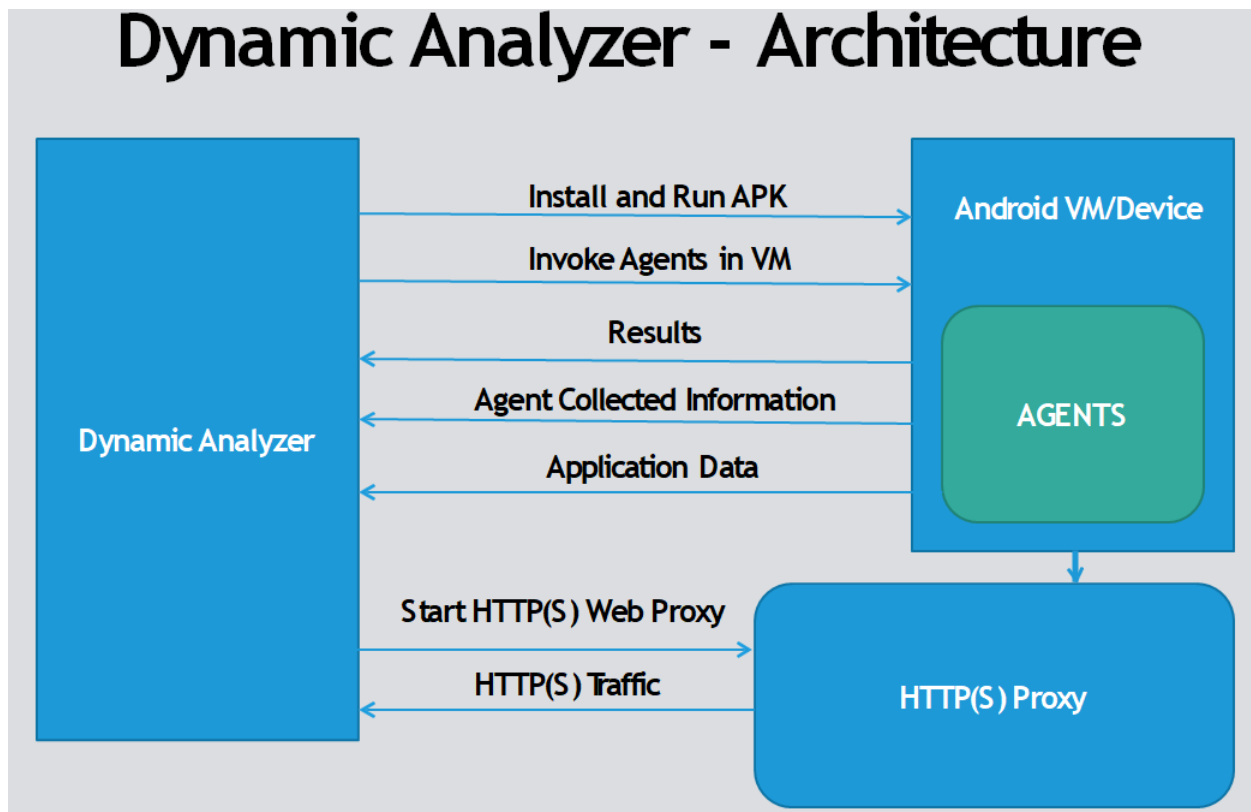 Dynamic Analyzer - Architecture
Install and Run APK
Android VM/Device
Invoke Agents in VM
Results
Agent Collected Information
AGENTS
Dynamic Analyzer
Application Data
Start HTTP(S) Web Proxy
HTTP(S) Traffic
HTTP(S) Proxy